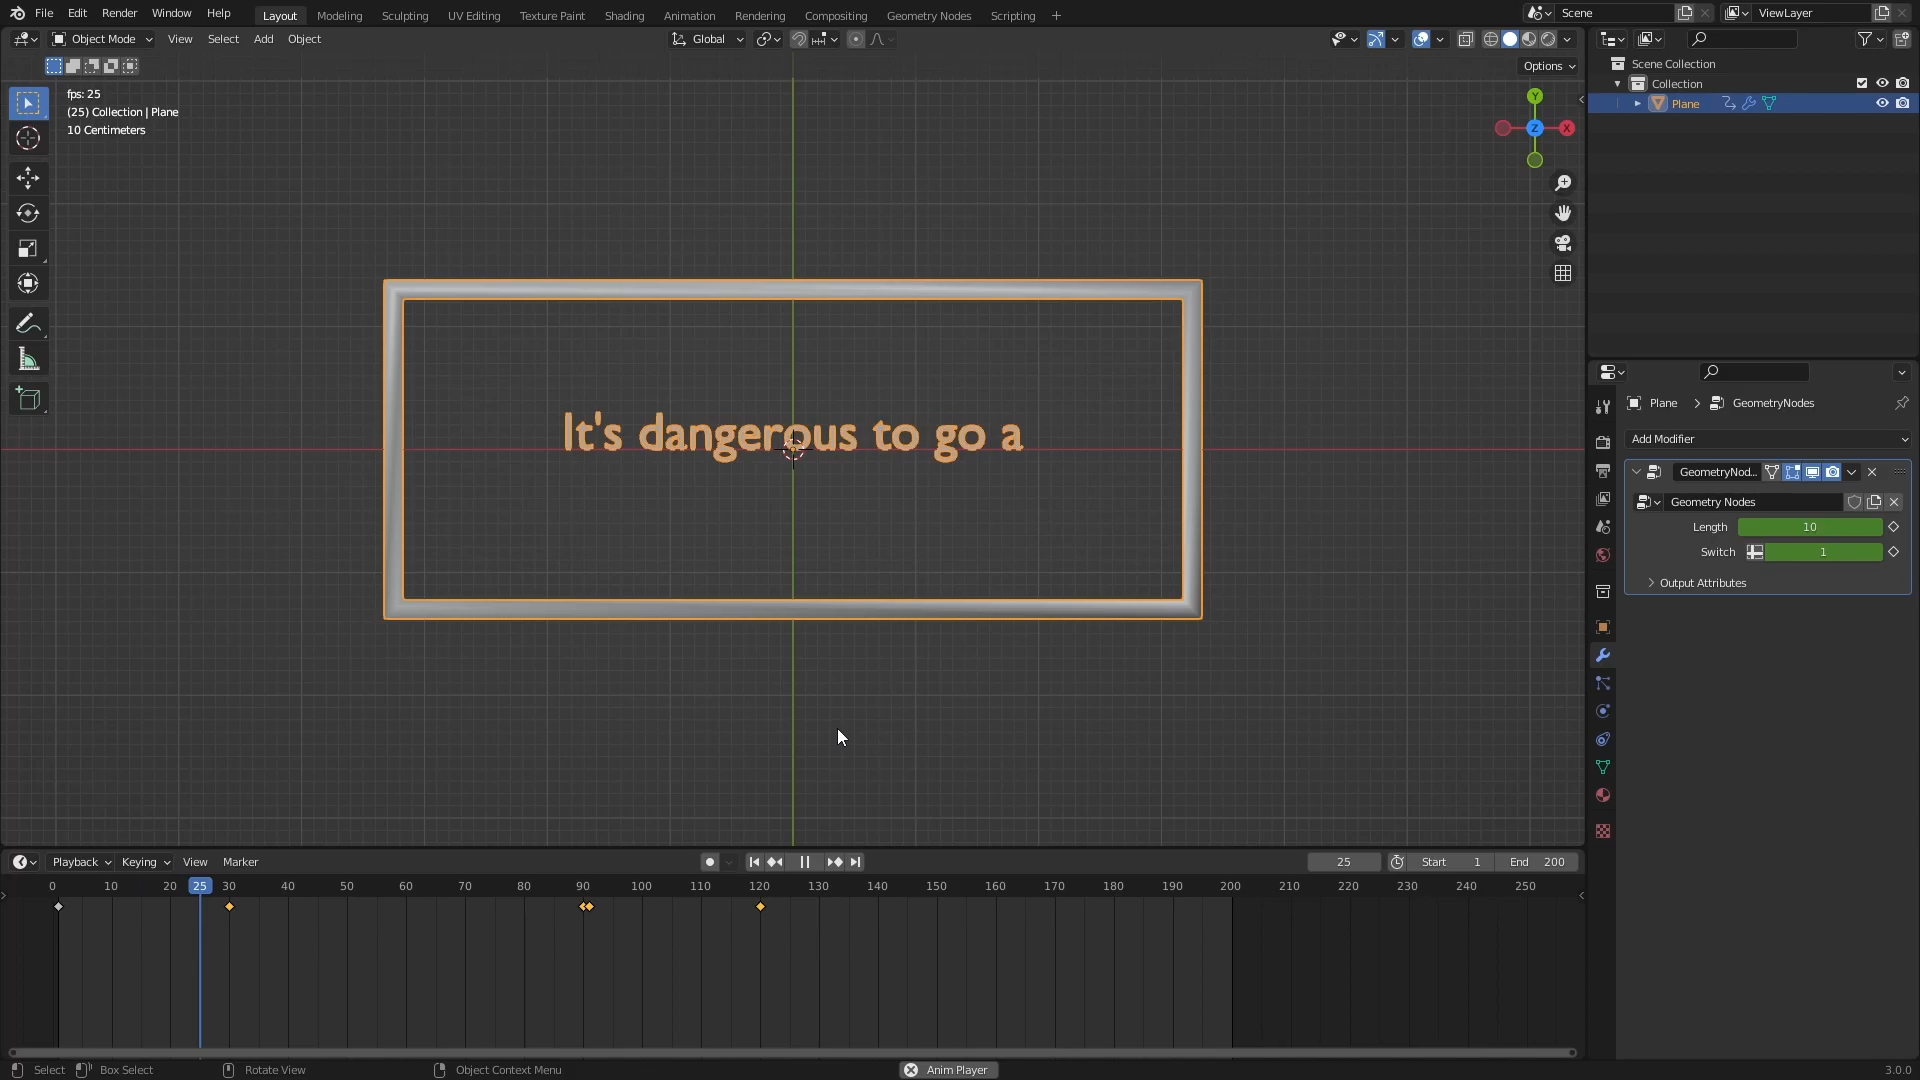 File Edit Render Window Help Layout Modeling Sculpting UV Editing Texture Paint Shading Animation Rendering Compositing Geometry Nodes Scripting + Scene ViewLayer
Object Mode View Select Add Object Global
Options
fps: 25
(25) Collection | Plane
10 Centimeters
Y
Z X
It's dangerous to go a
Scene Collection
Collection
Plane
Plane > GeometryNodes
Add Modifier
GeometryNod...
Geometry Nodes
Length 10
Switch 1
Output Attributes
Playback Keying View Marker 25 Start 1 End 200
0 10 20 25 30 40 50 60 70 80 90 100 110 120 130 140 150 160 170 180 190 200 210 220 230 240 250
Select Box Select Rotate View Object Context Menu Anim Player 3.0.0